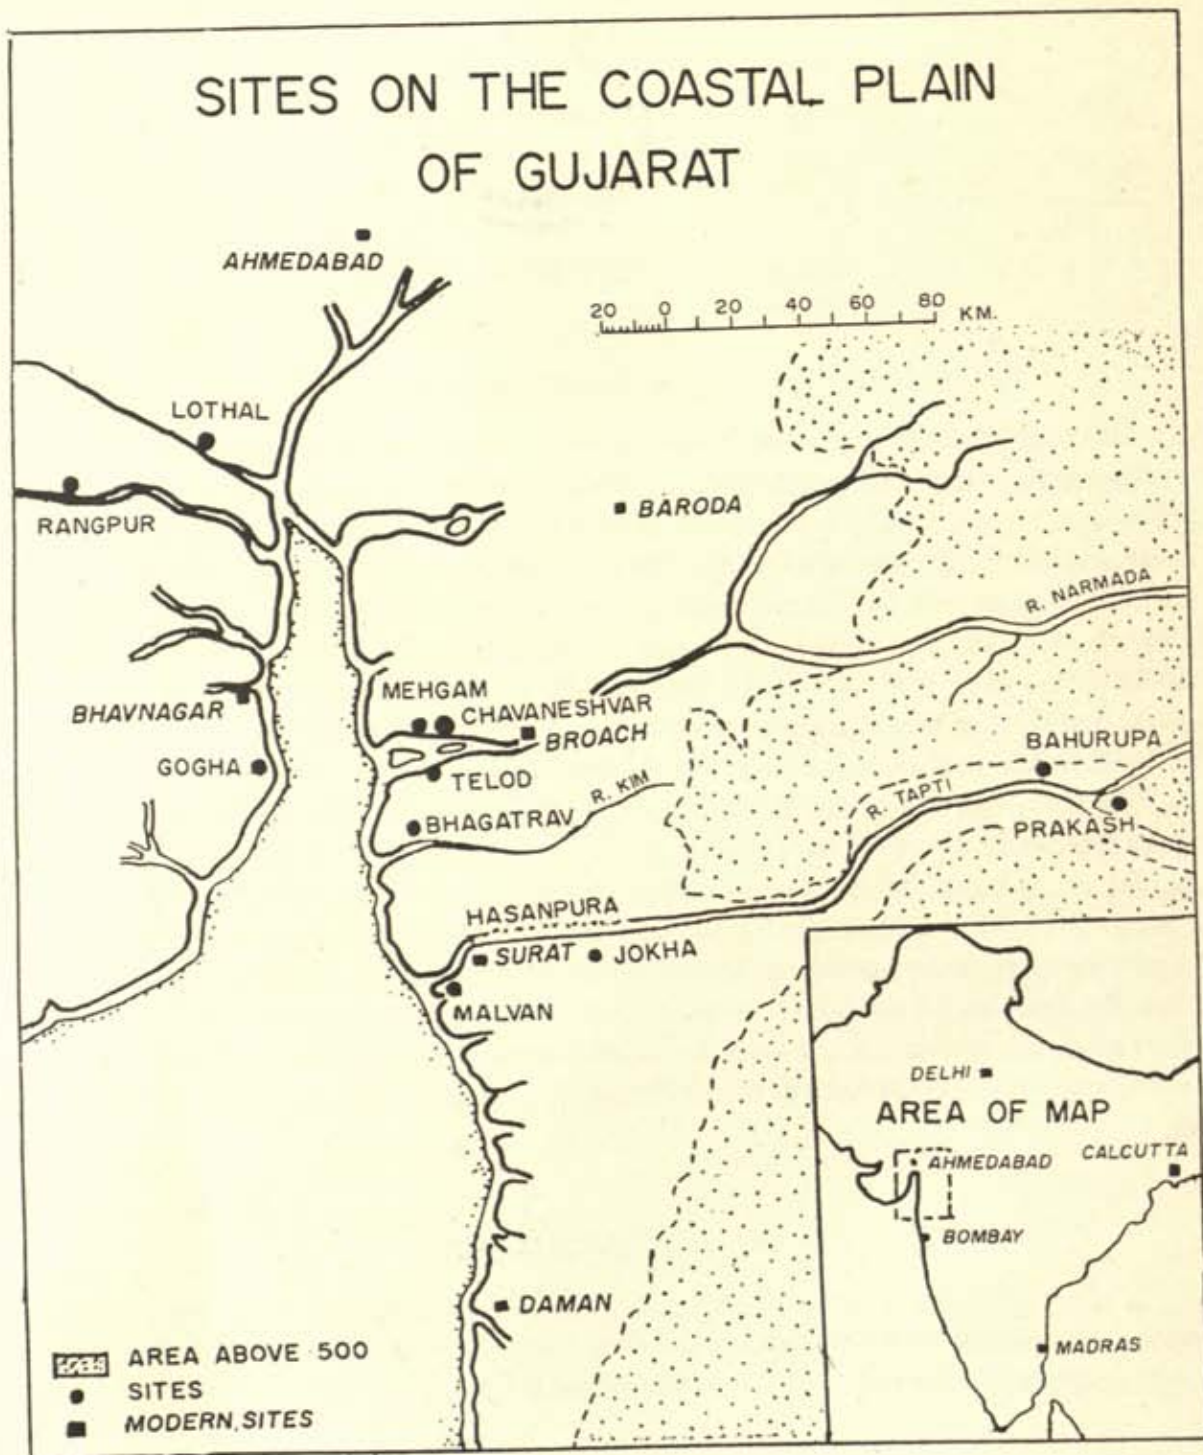 SITES ON THE COASTAL PLAIN
OF GUJARAT
AHMEDABAD
20 0 20 40 60 80 KM.
LOTHAL
RANGPUR
BARODA
R. NARMADA
MEHGAM
CHAVANESHVAR
BHAVNAGAR
BROACH
BAHURUPA
GOGHA
TELOD
R. KIM
R. TAPTI
BHAGATRAV
PRAKASH
HASANPURA
SURAT
JOKHA
MALVAN
DELHI
AREA OF MAP
AHMEDABAD
CALCUTTA
BOMBAY
DAMAN
MADRAS
AREA ABOVE 500
SITES
MODERN SITES